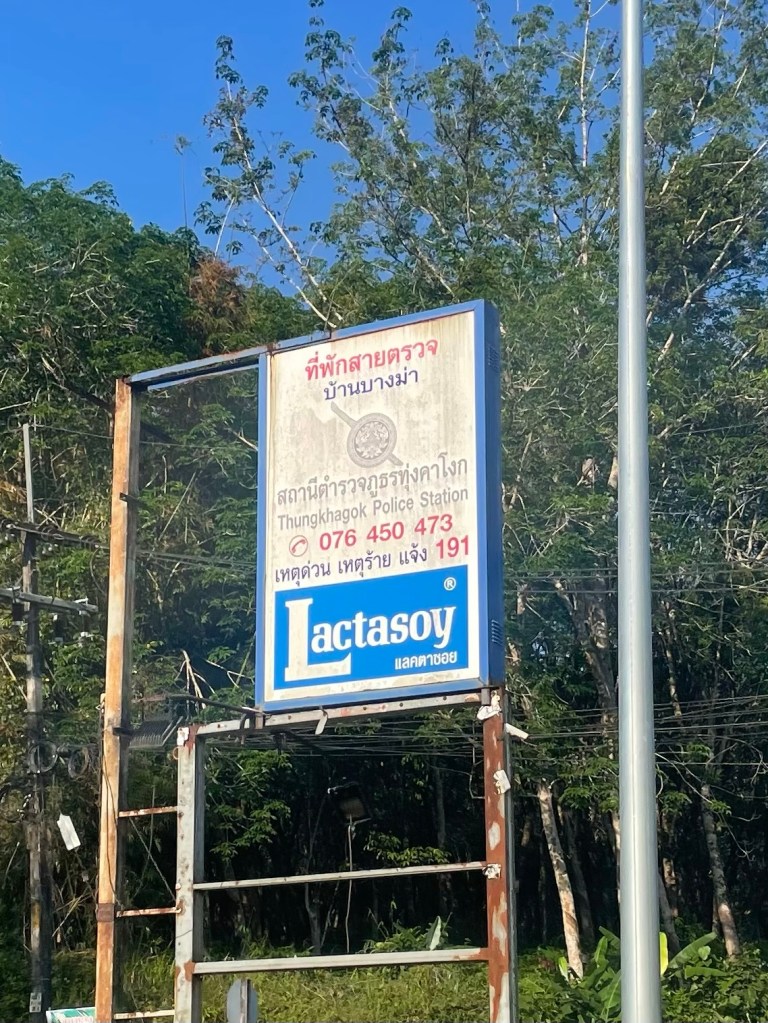 ที่พักสายตรวจ
บ้านบางม่า
สถานีตำรวจภูธรทุ่งคาโงก
Thungkhagok Police Station
076 450 473
เหตุด่วน เหตุร้าย แจ้ง 191
Lactasoy®
แลคตาซอย